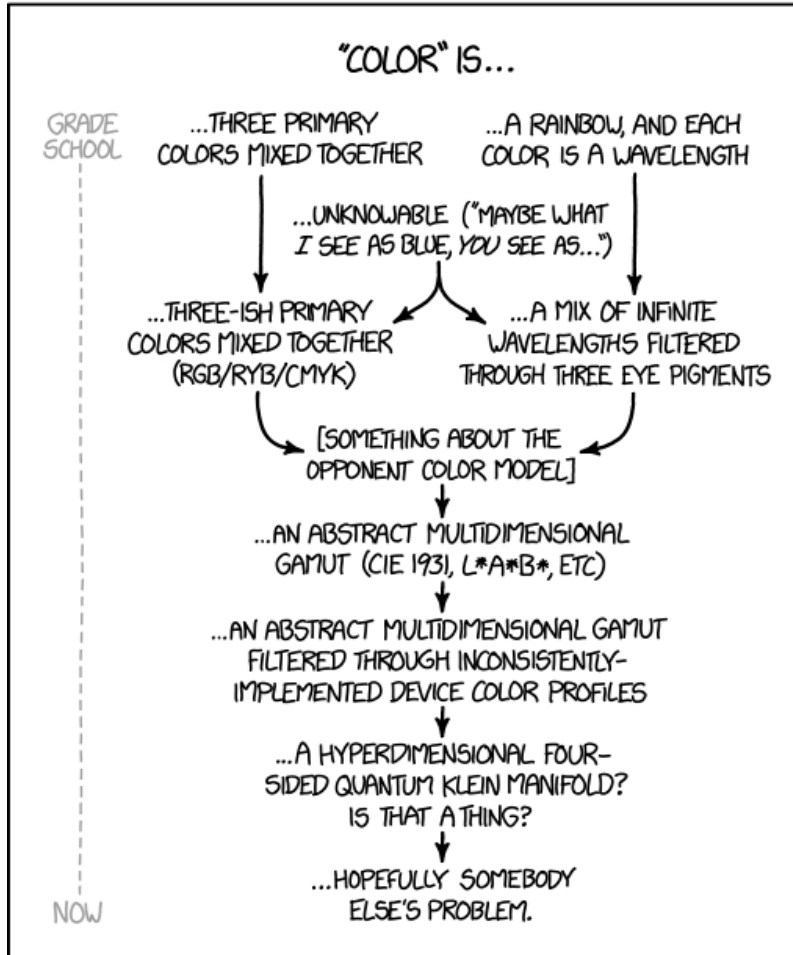 "COLOR" IS...
GRADE
SCHOOL
...THREE PRIMARY
COLORS MIXED TOGETHER
...A RAINBOW, AND EACH
COLOR IS A WAVELENGTH
...UNKNOWABLE ("MAYBE WHAT
I SEE AS BLUE, YOU SEE AS...")
...THREE-ISH PRIMARY
COLORS MIXED TOGETHER
(RGB/RYB/CMYK)
...A MIX OF INFINITE
WAVELENGTHS FILTERED
THROUGH THREE EYE PIGMENTS
[SOMETHING ABOUT THE
OPPONENT COLOR MODEL]
...AN ABSTRACT MULTIDIMENSIONAL
GAMUT (CIE 1931, L*A*B*, ETC)
...AN ABSTRACT MULTIDIMENSIONAL GAMUT
FILTERED THROUGH INCONSISTENTLY-
IMPLEMENTED DEVICE COLOR PROFILES
...A HYPERDIMENSIONAL FOUR-
SIDED QUANTUM KLEIN MANIFOLD?
IS THAT A THING?
...HOPEFULLY SOMEBODY
ELSE'S PROBLEM.
NOW